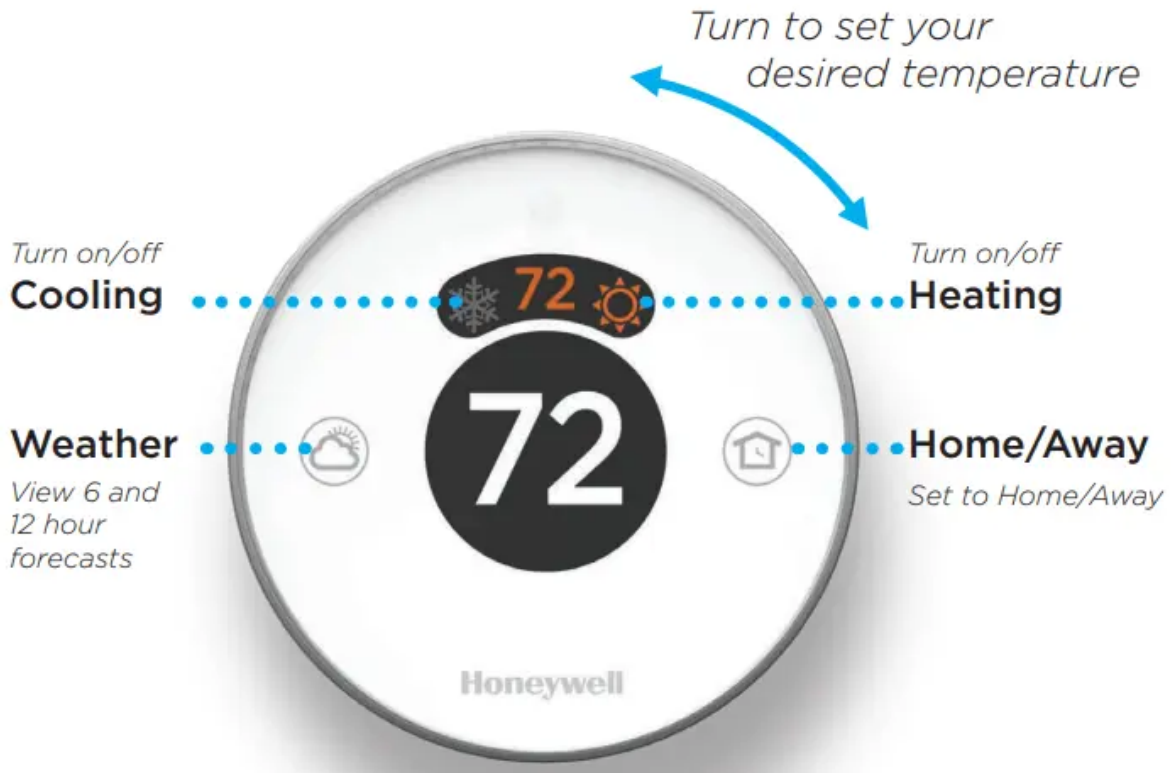 Turn to set your
desired temperature
Turn on/off
Cooling
72
Turn on/off
Heating
72
Weather
View 6 and
12 hour
forecasts
Home/Away
Set to Home/Away
Honeywell